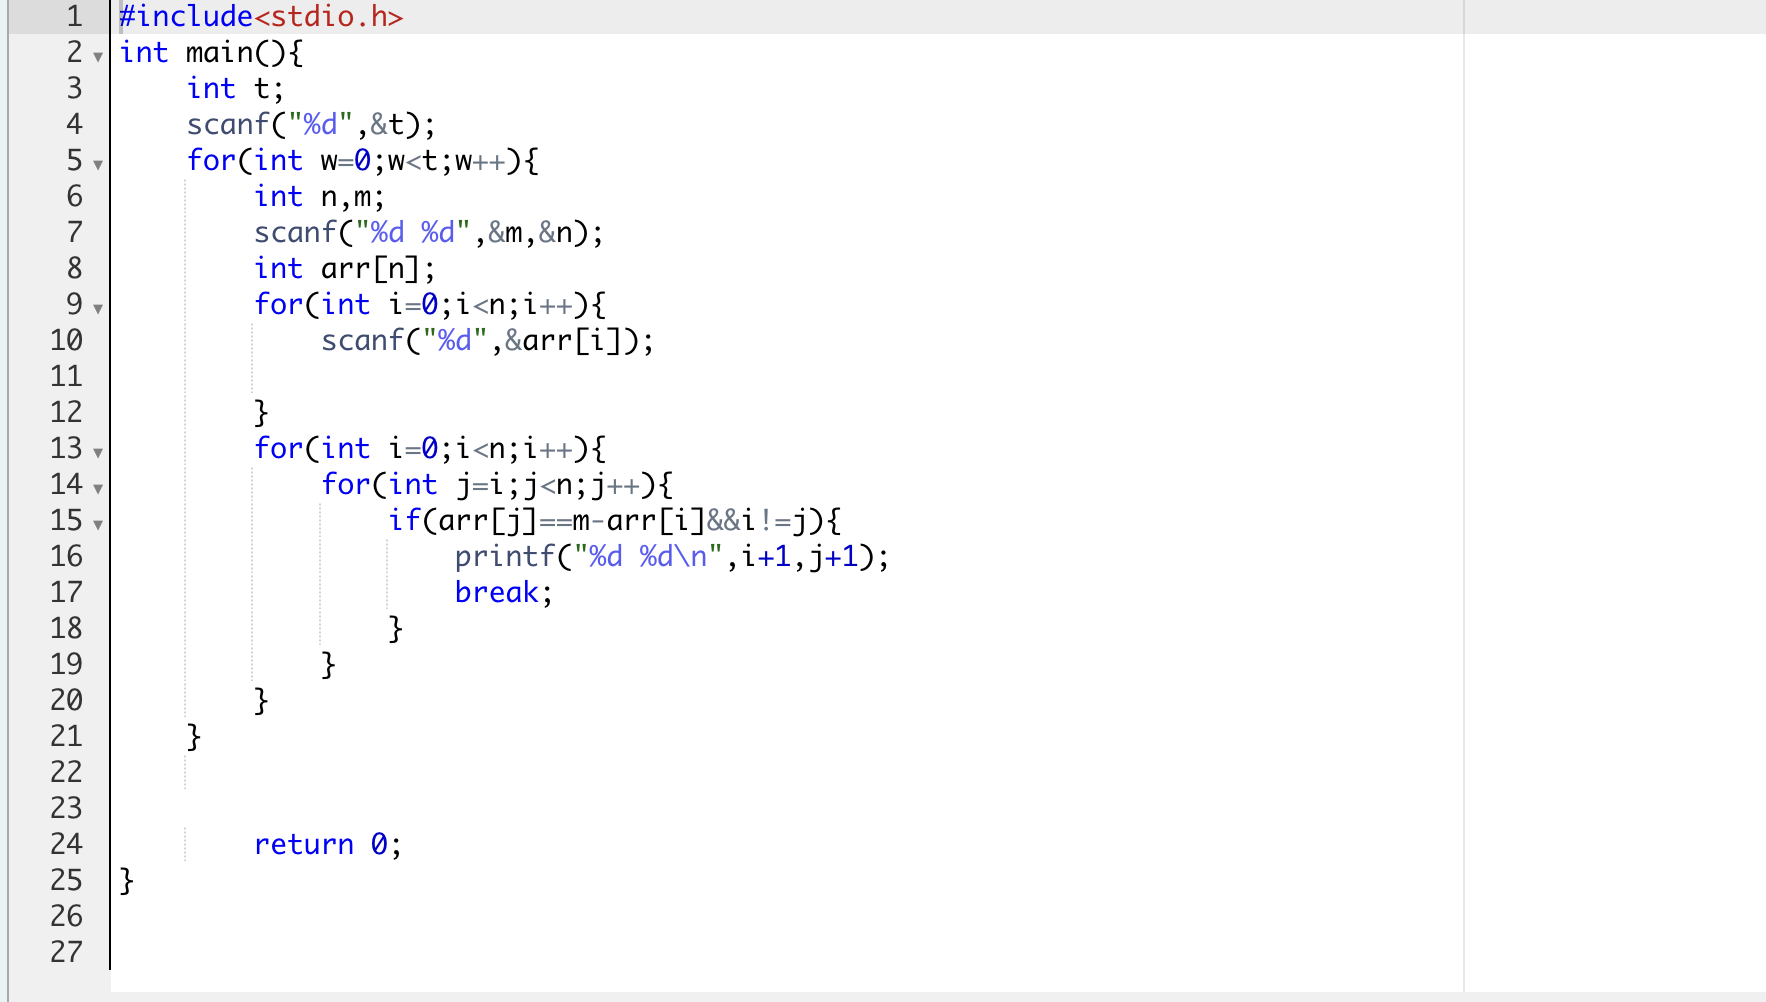 1 #include<stdio.h>
2 int main(){
3     int t;
4     scanf("%d",&t);
5     for(int w=0;w<t;w++){
6         int n,m;
7         scanf("%d %d",&m,&n);
8         int arr[n];
9         for(int i=0;i<n;i++){
10             scanf("%d",&arr[i]);
11
12         }
13         for(int i=0;i<n;i++){
14             for(int j=i;j<n;j++){
15                 if(arr[j]==m-arr[i]&&i!=j){
16                     printf("%d %d\n",i+1,j+1);
17                     break;
18                 }
19             }
20         }
21     }
22
23
24         return 0;
25 }
26
27